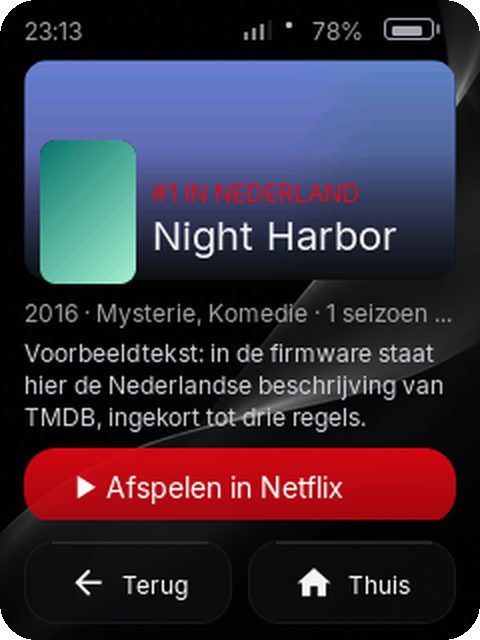 23:13
78%
#1 IN NEDERLAND
Night Harbor
2016 · Mysterie, Komedie · 1 seizoen ...
Voorbeeldtekst: in de firmware staat
hier de Nederlandse beschrijving van
TMDB, ingekort tot drie regels.
Afspelen in Netflix
Terug
Thuis